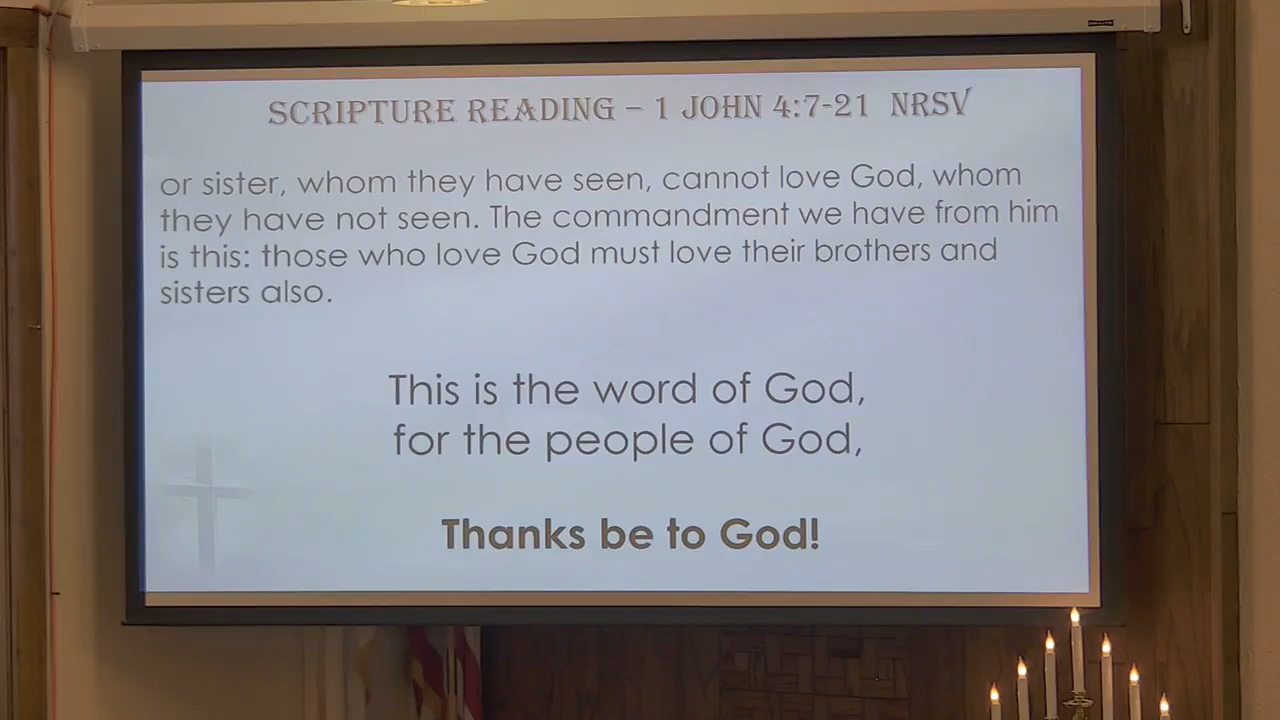 SCRIPTURE READING – 1 JOHN 4:7-21 NRSV
or sister, whom they have seen, cannot love God, whom
they have not seen. The commandment we have from him
is this: those who love God must love their brothers and
sisters also.
This is the word of God,
for the people of God,
Thanks be to God!